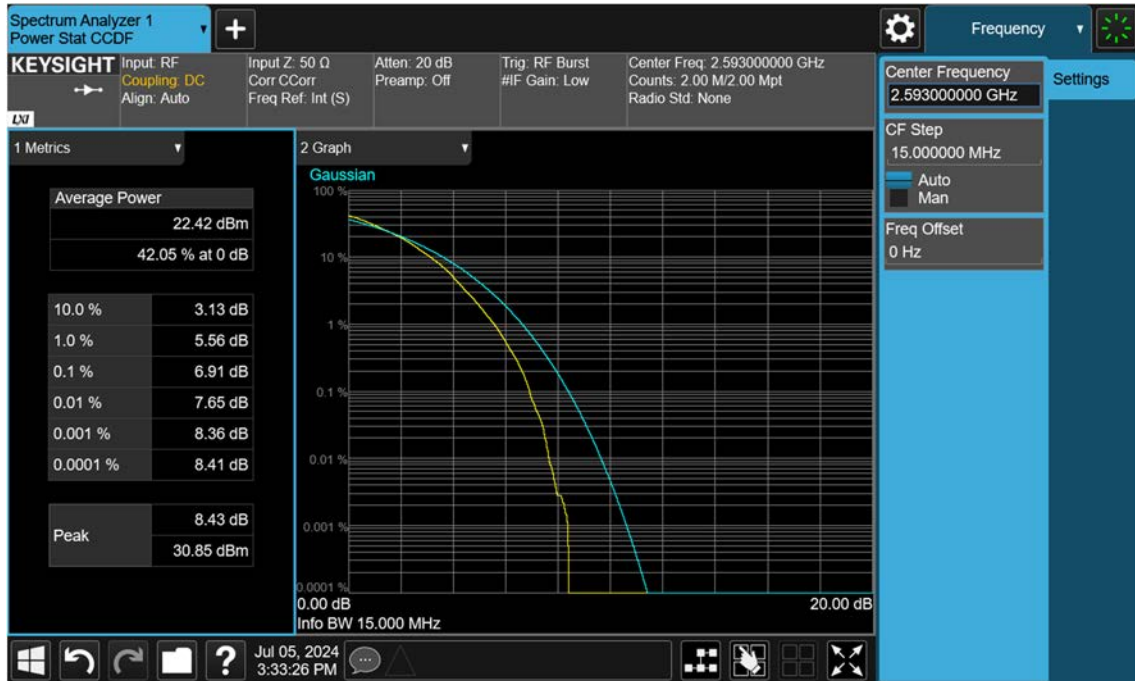 Spectrum Analyzer 1
Power Stat CCDF
+
Frequency
KEYSIGHT
LXI
Input: RF
Coupling: DC
Align: Auto
Input Z: 50 Ω
Corr CCorr
Freq Ref: Int (S)
Atten: 20 dB
Preamp: Off
Trig: RF Burst
#IF Gain: Low
Center Freq: 2.593000000 GHz
Counts: 2.00 M/2.00 Mpt
Radio Std: None
Center Frequency
2.593000000 GHz
Settings
CF Step
15.000000 MHz
Auto
Man
Freq Offset
0 Hz
1 Metrics
Average Power
22.42 dBm
42.05 % at 0 dB
10.0 % 3.13 dB
1.0 % 5.56 dB
0.1 % 6.91 dB
0.01 % 7.65 dB
0.001 % 8.36 dB
0.0001 % 8.41 dB
Peak
8.43 dB
30.85 dBm
2 Graph
Gaussian
100 %
10 %
1 %
0.1 %
0.01 %
0.001 %
0.0001 %
0.00 dB 20.00 dB
Info BW 15.000 MHz
?
Jul 05, 2024
3:33:26 PM